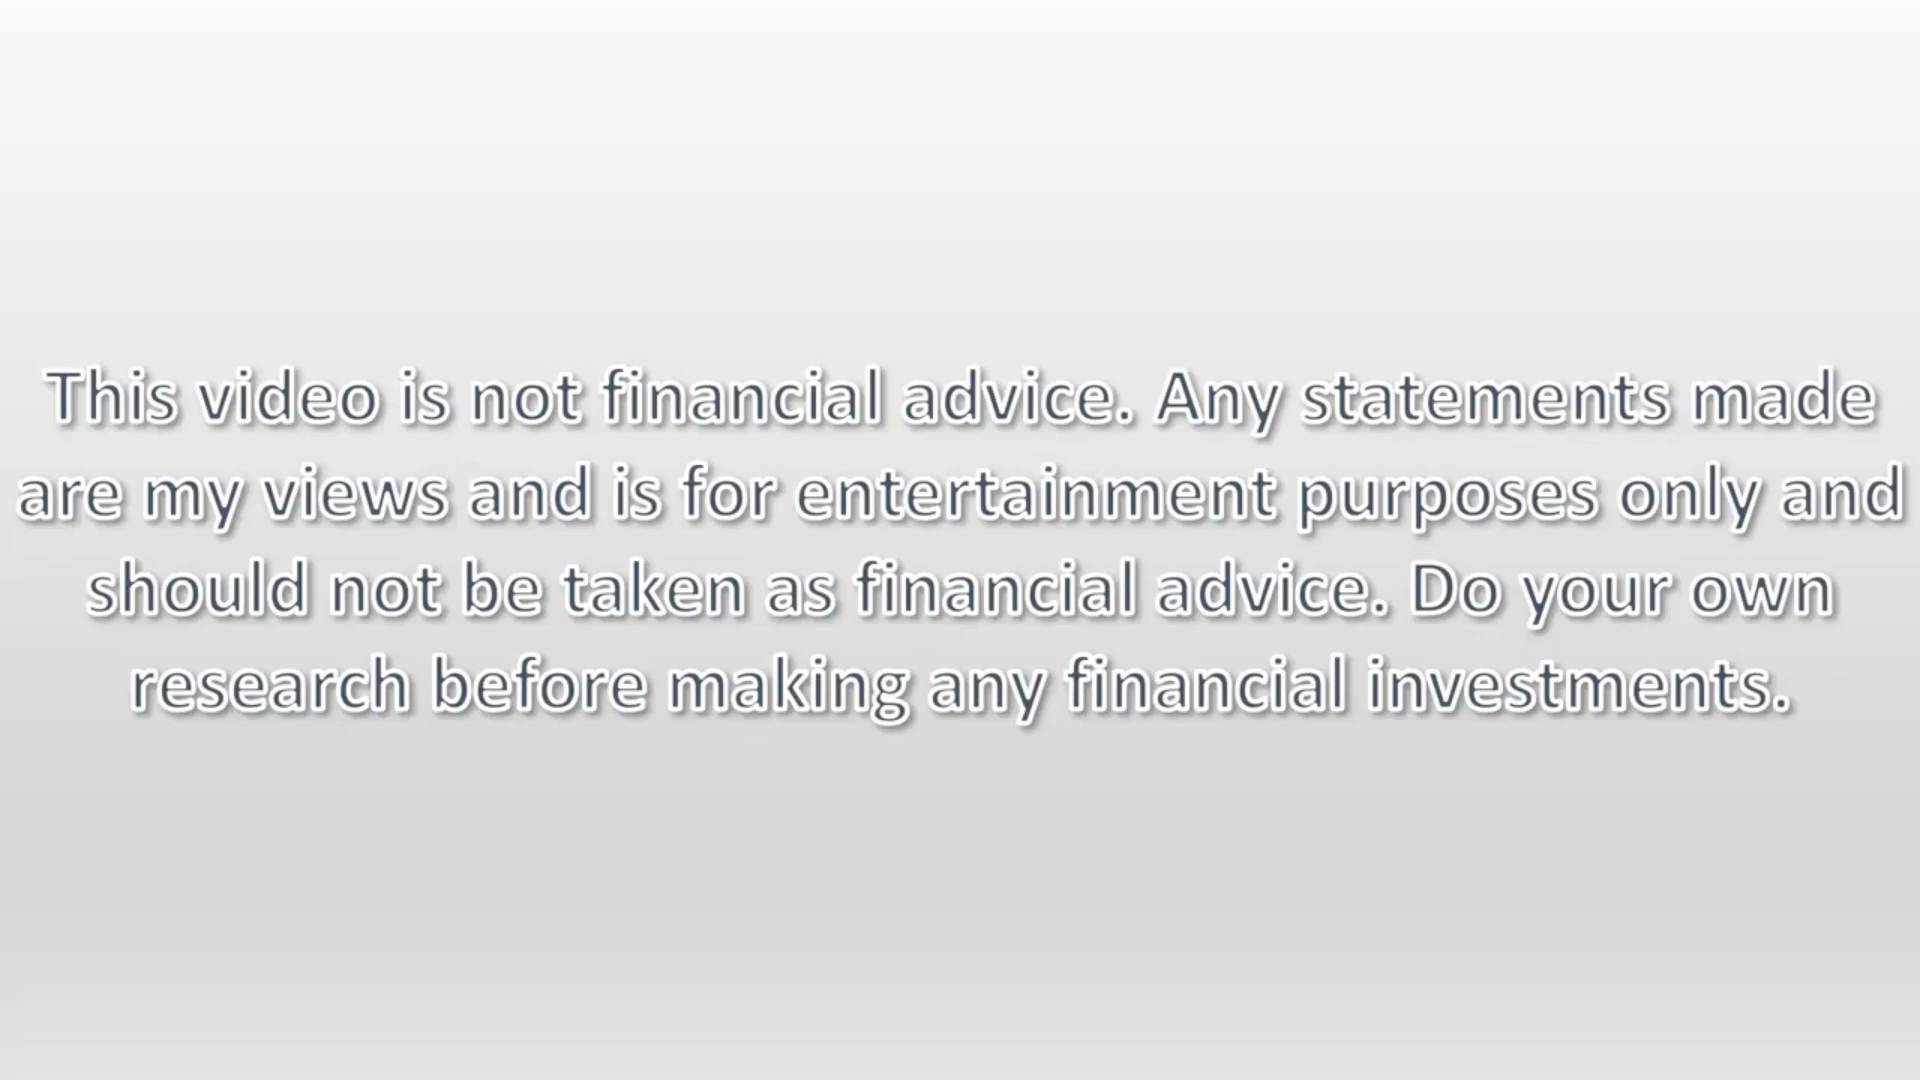 This video is not financial advice. Any statements made
are my views and is for entertainment purposes only and
should not be taken as financial advice. Do your own
research before making any financial investments.